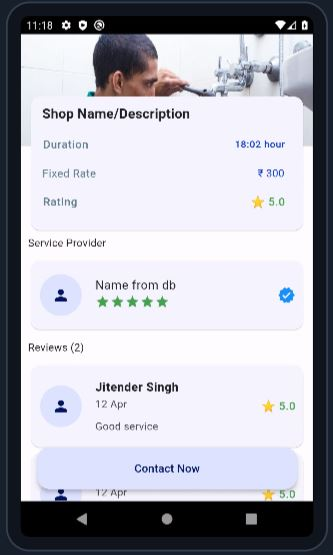 11:18
Shop Name/Description
Duration 18:02 hour
Fixed Rate ₹ 300
Rating 5.0
Service Provider
Name from db
Reviews (2)
Jitender Singh
12 Apr 5.0
Good service
Contact Now
12 Apr 5.0